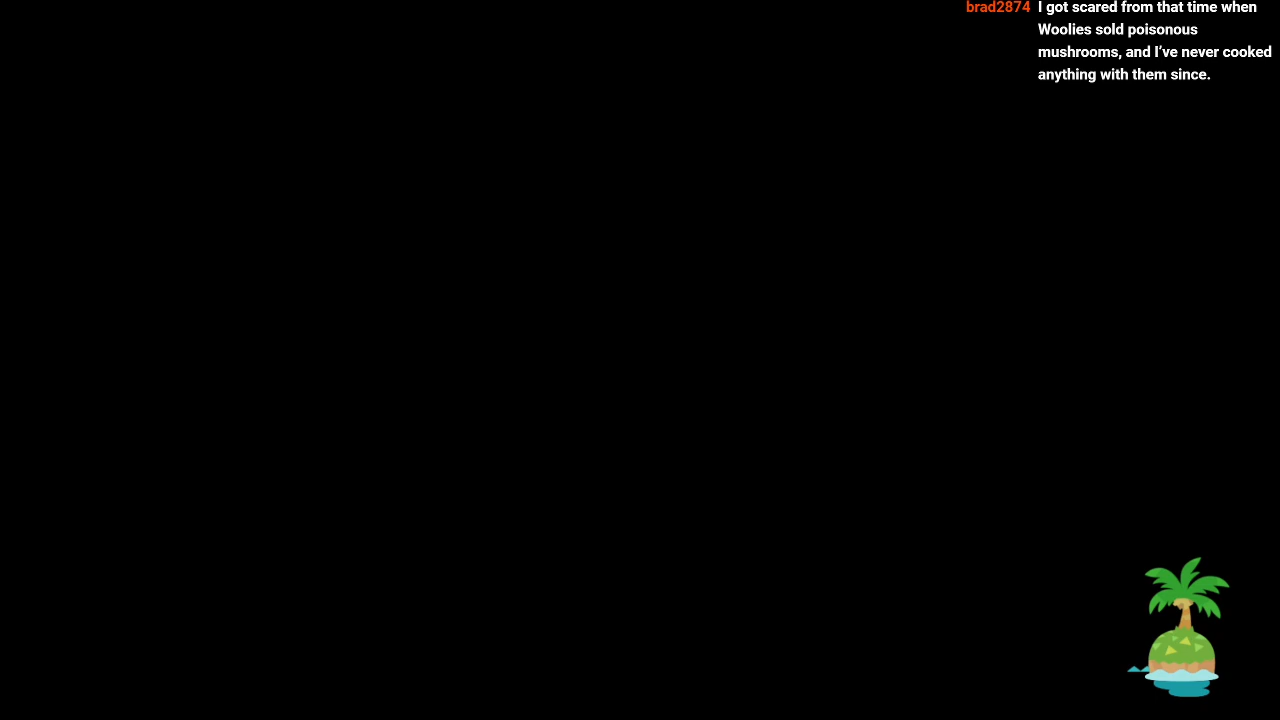 brad2874 I got scared from that time when
Woolies sold poisonous
mushrooms, and I’ve never cooked
anything with them since.